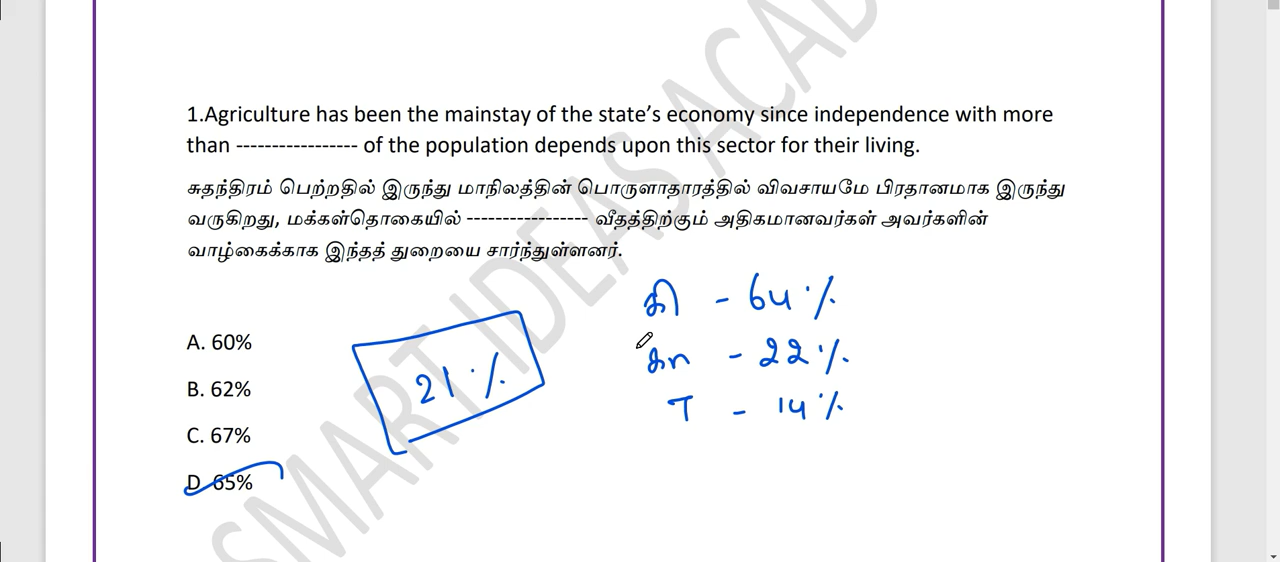 SMART IDEAS ACAD
1.Agriculture has been the mainstay of the state’s economy since independence with more
than ----------------- of the population depends upon this sector for their living.
சுதந்திரம் பெற்றதில் இருந்து மாநிலத்தின் பொருளாதாரத்தில் விவசாயமே பிரதானமாக இருந்து
வருகிறது, மக்கள்தொகையில் ----------------- வீதத்திற்கும் அதிகமானவர்கள் அவர்களின்
வாழ்கைக்காக இந்தத் துறையை சார்ந்துள்ளனர்.
கி - 64 %
A. 60%
கா - 22 %
21 %
B. 62%
T - 14 %
C. 67%
D. 65%